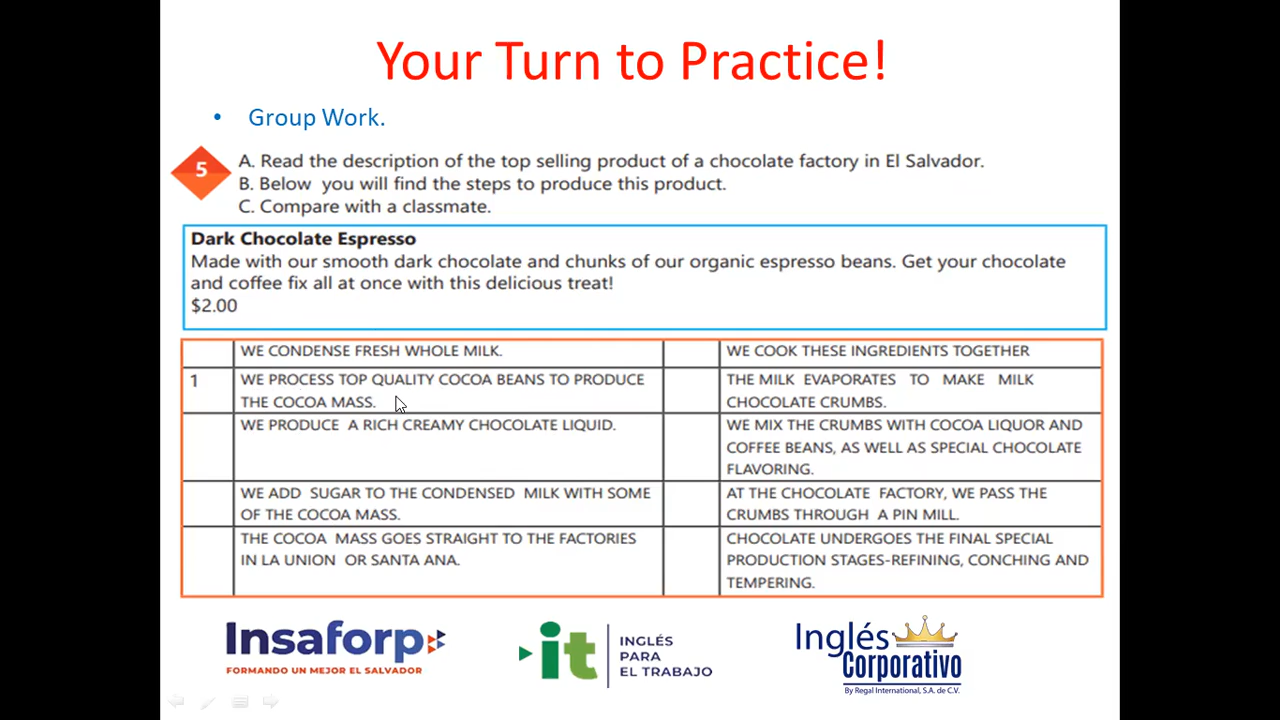 Your Turn to Practice!
• Group Work.
5
A. Read the description of the top selling product of a chocolate factory in El Salvador.
B. Below you will find the steps to produce this product.
C. Compare with a classmate.
Dark Chocolate Espresso
Made with our smooth dark chocolate and chunks of our organic espresso beans. Get your chocolate
and coffee fix all at once with this delicious treat!
$2.00
WE CONDENSE FRESH WHOLE MILK.
WE COOK THESE INGREDIENTS TOGETHER
1
WE PROCESS TOP QUALITY COCOA BEANS TO PRODUCE
THE COCOA MASS.
THE MILK EVAPORATES TO MAKE MILK
CHOCOLATE CRUMBS.
WE PRODUCE A RICH CREAMY CHOCOLATE LIQUID.
WE MIX THE CRUMBS WITH COCOA LIQUOR AND
COFFEE BEANS, AS WELL AS SPECIAL CHOCOLATE
FLAVORING.
WE ADD SUGAR TO THE CONDENSED MILK WITH SOME
OF THE COCOA MASS.
AT THE CHOCOLATE FACTORY, WE PASS THE
CRUMBS THROUGH A PIN MILL.
THE COCOA MASS GOES STRAIGHT TO THE FACTORIES
IN LA UNION OR SANTA ANA.
CHOCOLATE UNDERGOES THE FINAL SPECIAL
PRODUCTION STAGES-REFINING, CONCHING AND
TEMPERING.
Insaforp
FORMANDO UN MEJOR EL SALVADOR
it
INGLÉS
PARA
EL TRABAJO
Inglés
Corporativo
By Regal International, S.A. de C.V.